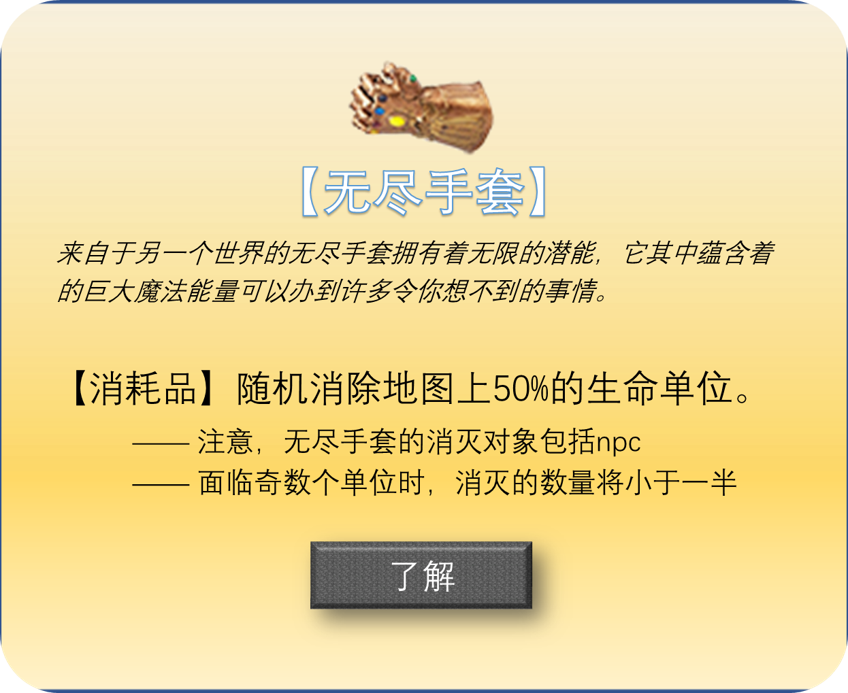 【无尽手套】
来自于另一个世界的无尽手套拥有着无限的潜能，它其中蕴含着
的巨大魔法能量可以办到许多令你想不到的事情。
【消耗品】随机消除地图上50%的生命单位。
—— 注意，无尽手套的消灭对象包括npc
—— 面临奇数个单位时，消灭的数量将小于一半
了解